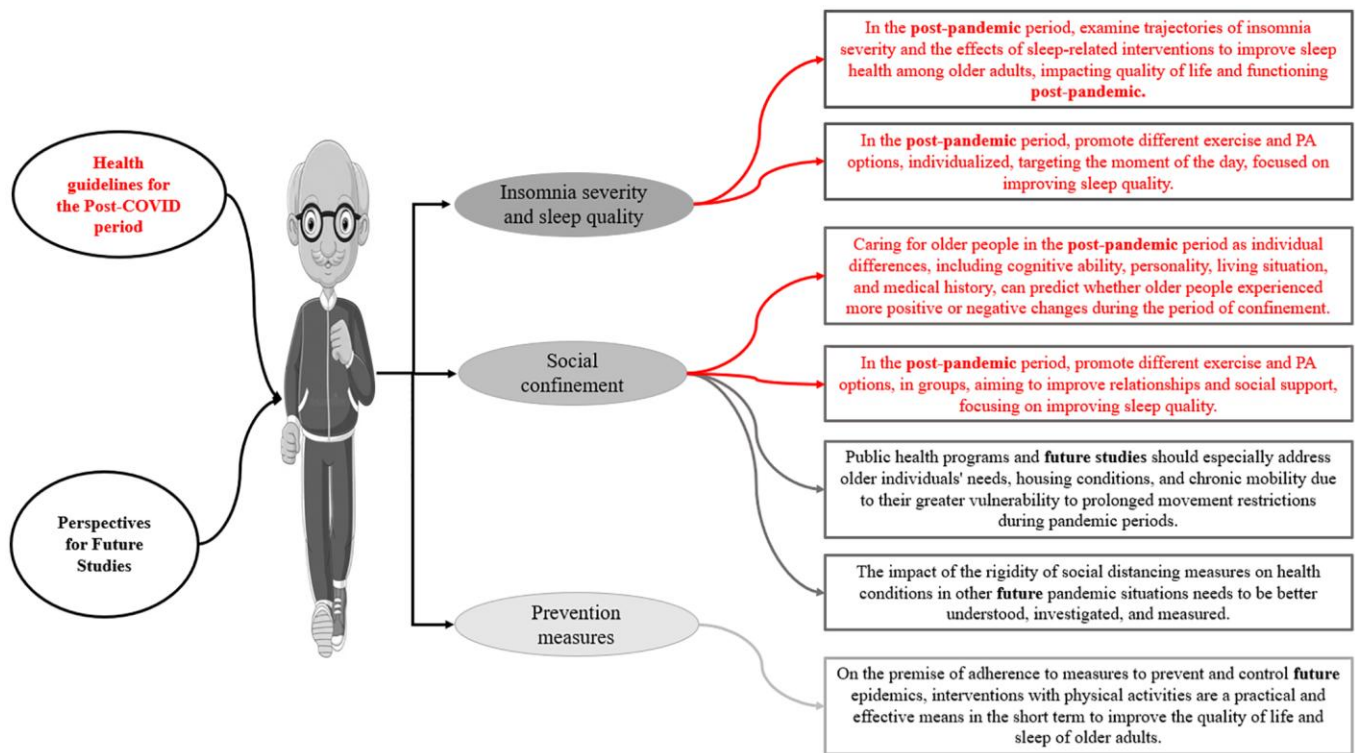 Health
guidelines for
the Post-COVID
period
Perspectives
for Future
Studies
Insomnia severity
and sleep quality
Social
confinement
Prevention
measures
In the post-pandemic period, examine trajectories of insomnia
severity and the effects of sleep-related interventions to improve sleep
health among older adults, impacting quality of life and functioning
post-pandemic.
In the post-pandemic period, promote different exercise and PA
options, individualized, targeting the moment of the day, focused on
improving sleep quality.
Caring for older people in the post-pandemic period as individual
differences, including cognitive ability, personality, living situation,
and medical history, can predict whether older people experienced
more positive or negative changes during the period of confinement.
In the post-pandemic period, promote different exercise and PA
options, in groups, aiming to improve relationships and social support,
focusing on improving sleep quality.
Public health programs and future studies should especially address
older individuals' needs, housing conditions, and chronic mobility due
to their greater vulnerability to prolonged movement restrictions
during pandemic periods.
The impact of the rigidity of social distancing measures on health
conditions in other future pandemic situations needs to be better
understood, investigated, and measured.
On the premise of adherence to measures to prevent and control future
epidemics, interventions with physical activities are a practical and
effective means in the short term to improve the quality of life and
sleep of older adults.